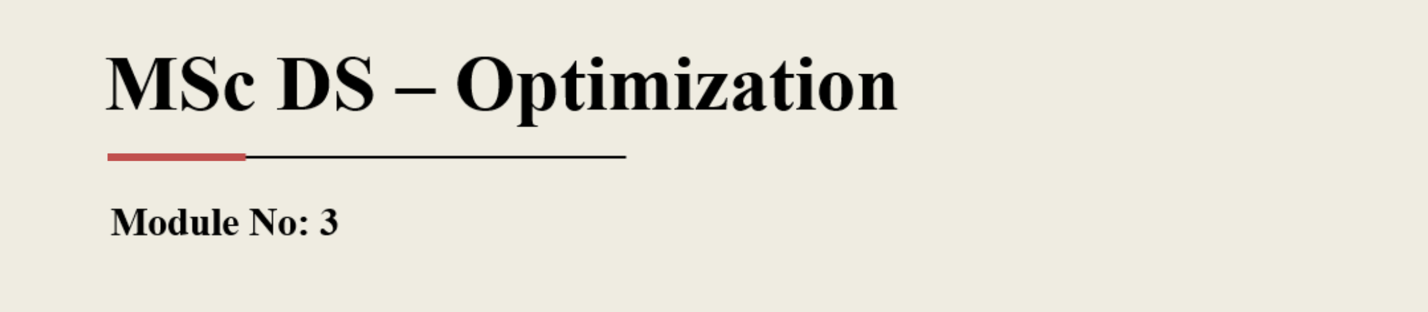 MSc DS – Optimization
Module No: 3